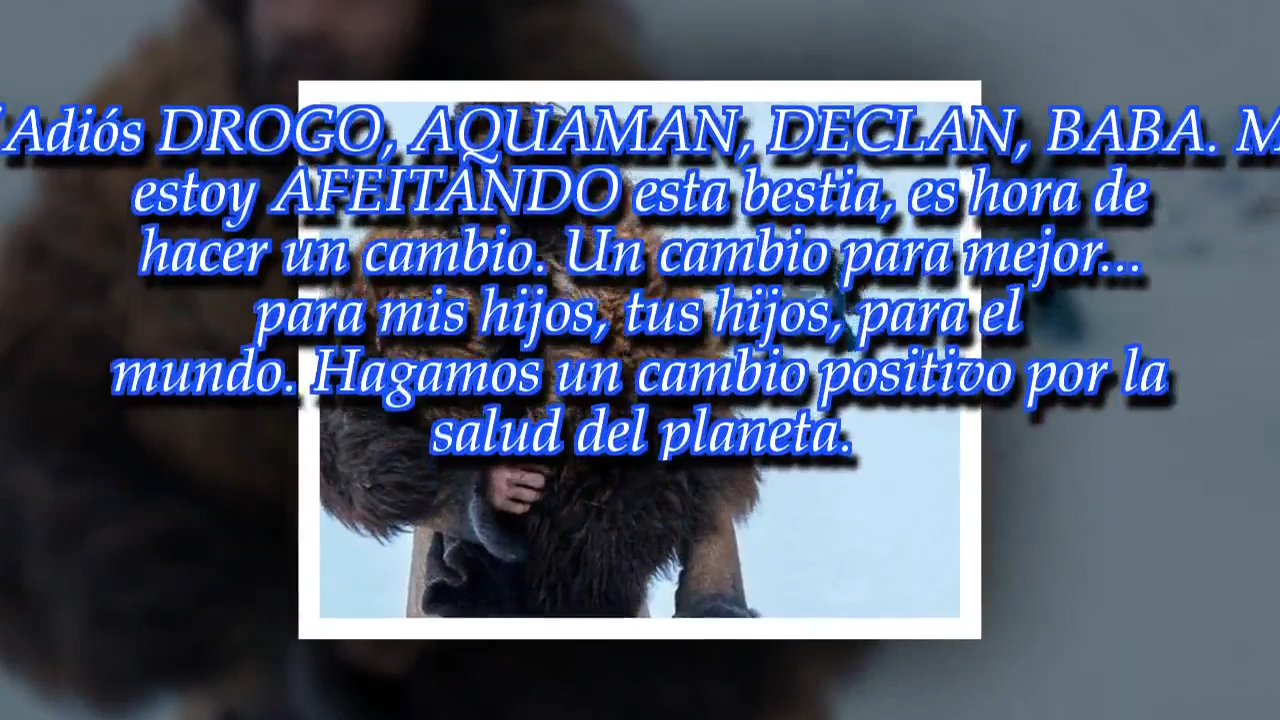 Adiós DROGO, AQUAMAN, DECLAN, BABA.
estoy AFEITANDO esta bestia, es hora de
hacer un cambio. Un cambio para mejor...
para mis hijos, tus hijos, para el
mundo. Hagamos un cambio positivo por la
salud del planeta.